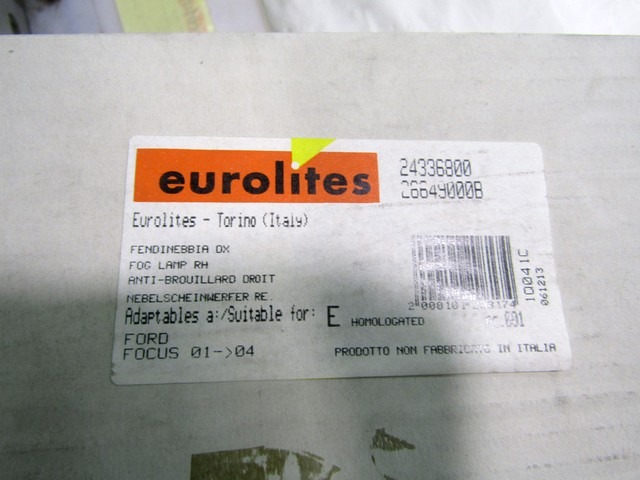 eurolites
24336800
26649000B
Eurolites - Torino (Italy)
FENDINEBBIA DX
FOG LAMP RH
ANTI-BROUILLARD DROIT
NEBELSCHEINWERFER RE.
Adaptables a:/Suitable for: E HOMOLOGATED
FORD
FOCUS 01->04
10041C
061213
PRODOTTO NON FABBRICATO IN ITALIA